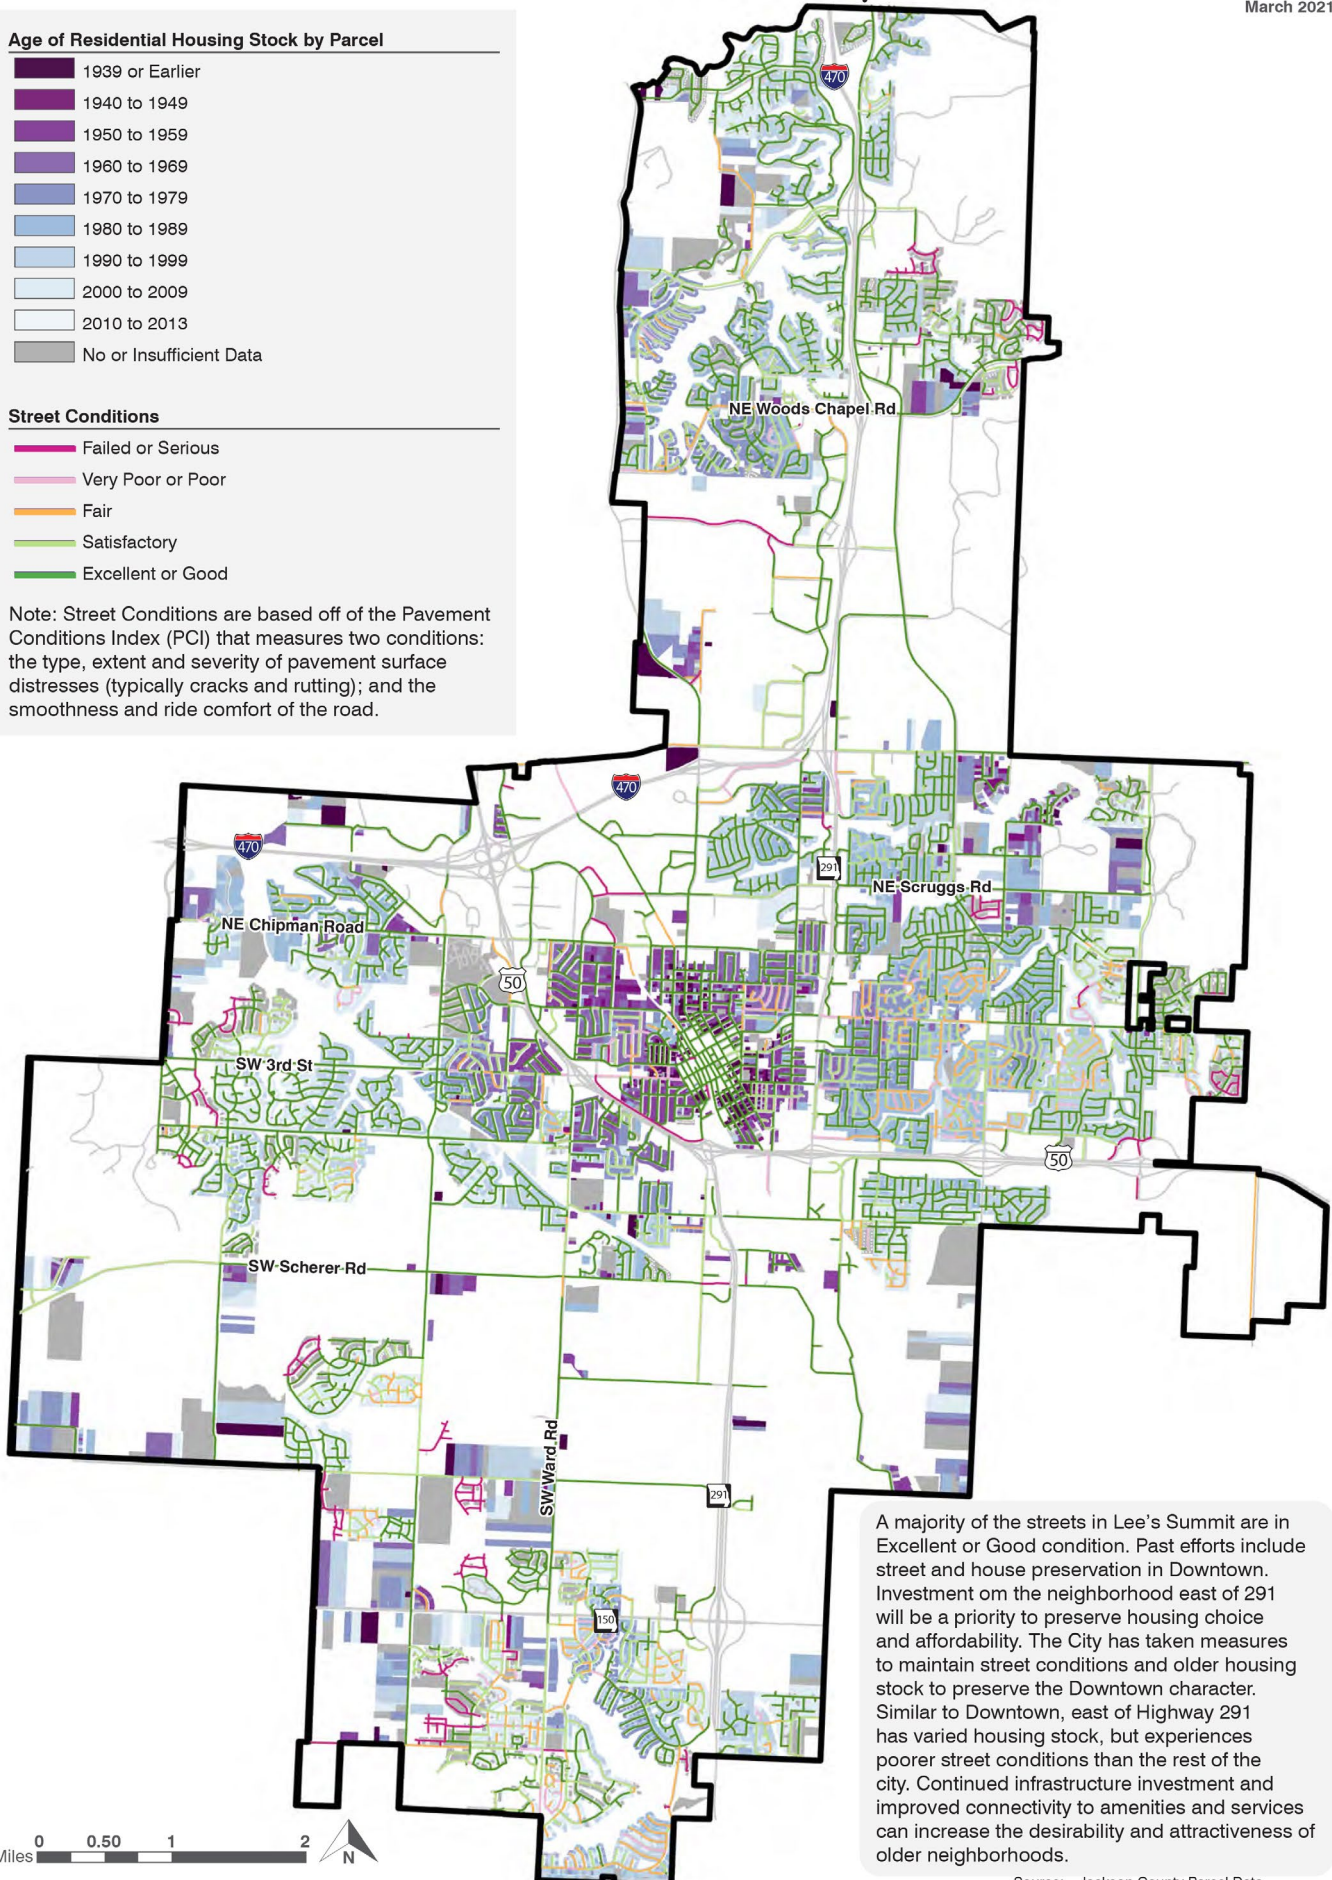 March 2021
Age of Residential Housing Stock by Parcel
1939 or Earlier
1940 to 1949
1950 to 1959
1960 to 1969
1970 to 1979
1980 to 1989
1990 to 1999
2000 to 2009
2010 to 2013
No or Insufficient Data
Street Conditions
Failed or Serious
Very Poor or Poor
Fair
Satisfactory
Excellent or Good
Note: Street Conditions are based off of the Pavement
Conditions Index (PCI) that measures two conditions:
the type, extent and severity of pavement surface
distresses (typically cracks and rutting); and the
smoothness and ride comfort of the road.
470
NE Woods Chapel Rd
470
470
291
NE Scruggs Rd
NE Chipman Road
50
SW 3rd St
50
SW Scherer Rd
SW Ward Rd
291
150
A majority of the streets in Lee's Summit are in
Excellent or Good condition. Past efforts include
street and house preservation in Downtown.
Investment om the neighborhood east of 291
will be a priority to preserve housing choice
and affordability. The City has taken measures
to maintain street conditions and older housing
stock to preserve the Downtown character.
Similar to Downtown, east of Highway 291
has varied housing stock, but experiences
poorer street conditions than the rest of the
city. Continued infrastructure investment and
improved connectivity to amenities and services
can increase the desirability and attractiveness of
older neighborhoods.
0 0.50 1 2
Miles
N